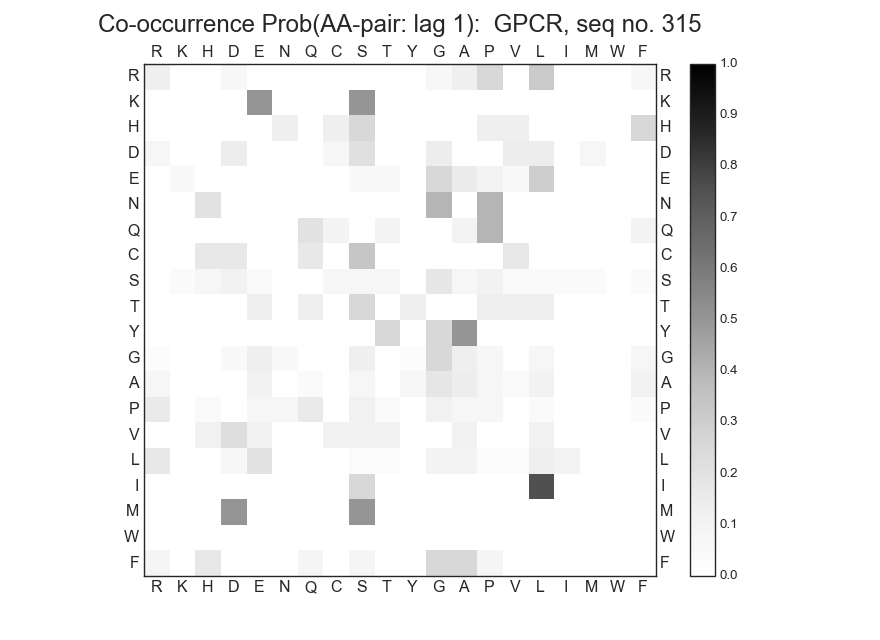 Co-occurrence Prob(AA-pair: lag 1):  GPCR, seq no. 315
R K H D E N Q C S T Y G A P V L I M W F
R R
K K
H H
D D
E E
N N
Q Q
C C
S S
T T
Y Y
G G
A A
P P
V V
L L
I I
M M
W W
F F
R K H D E N Q C S T Y G A P V L I M W F
1.0
0.9
0.8
0.7
0.6
0.5
0.4
0.3
0.2
0.1
0.0